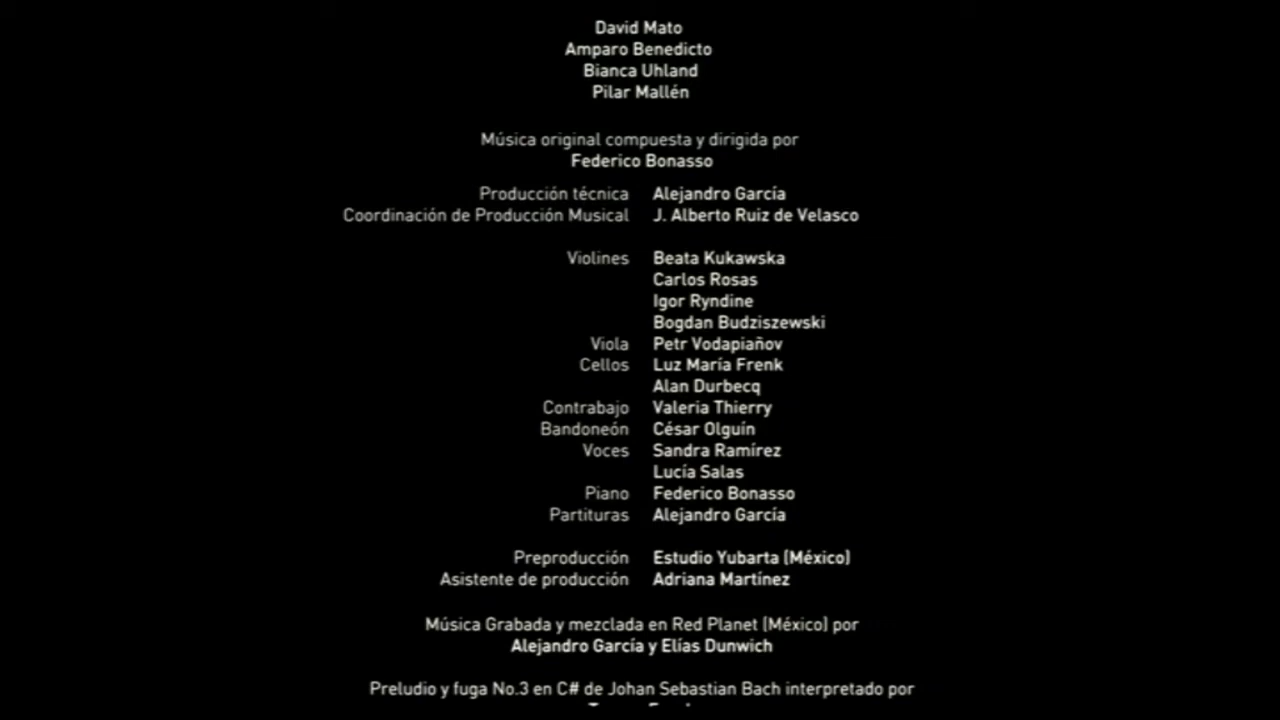 David Mato
Amparo Benedicto
Bianca Uhland
Pilar Mallén
Música original compuesta y dirigida por
Federico Bonasso
Producción técnica Alejandro García
Coordinación de Producción Musical J. Alberto Ruiz de Velasco
Violines Beata Kukawska
Carlos Rosas
Igor Ryndine
Bogdan Budziszewski
Viola Petr Vodapiañov
Cellos Luz María Frenk
Alan Durbecq
Contrabajo Valeria Thierry
Bandoneón César Olguín
Voces Sandra Ramírez
Lucía Salas
Piano Federico Bonasso
Partituras Alejandro García
Preproducción Estudio Yubarta (México)
Asistente de producción Adriana Martínez
Música Grabada y mezclada en Red Planet (México) por
Alejandro García y Elías Dunwich
Preludio y fuga No.3 en C# de Johan Sebastian Bach interpretado por